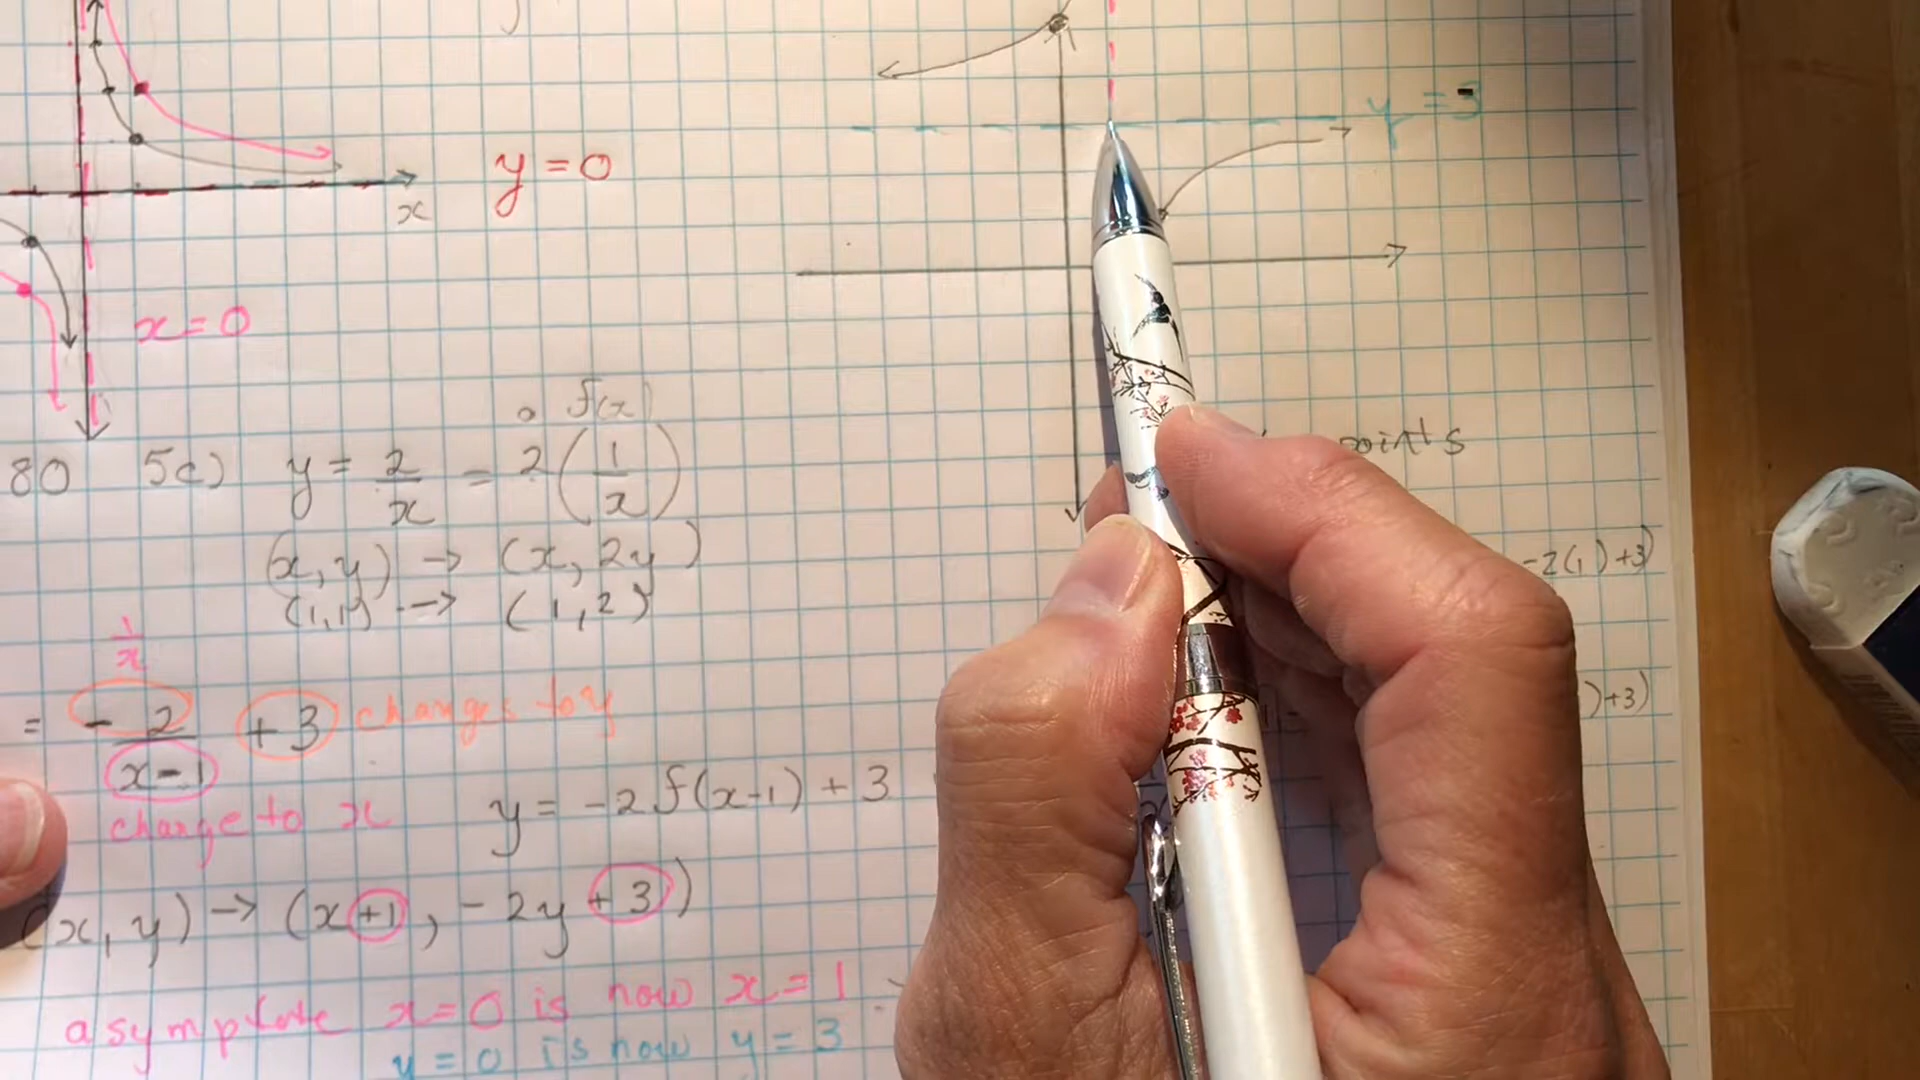 y = 0
x
x = 0
y = 3
f(x)
80 5c) y = 2/x = 2(1/x)
(x, y) → (x, 2y)
(1,1) → (1,2)
1/x
= - 2/(x-1) +3 changes to y
change to x
y = -2f(x-1) + 3
(x, y) → (x+1, -2y+3)
asymptote x=0 is now x=1
y=0 is now y=3
points
-2(1)+3)
)+3)